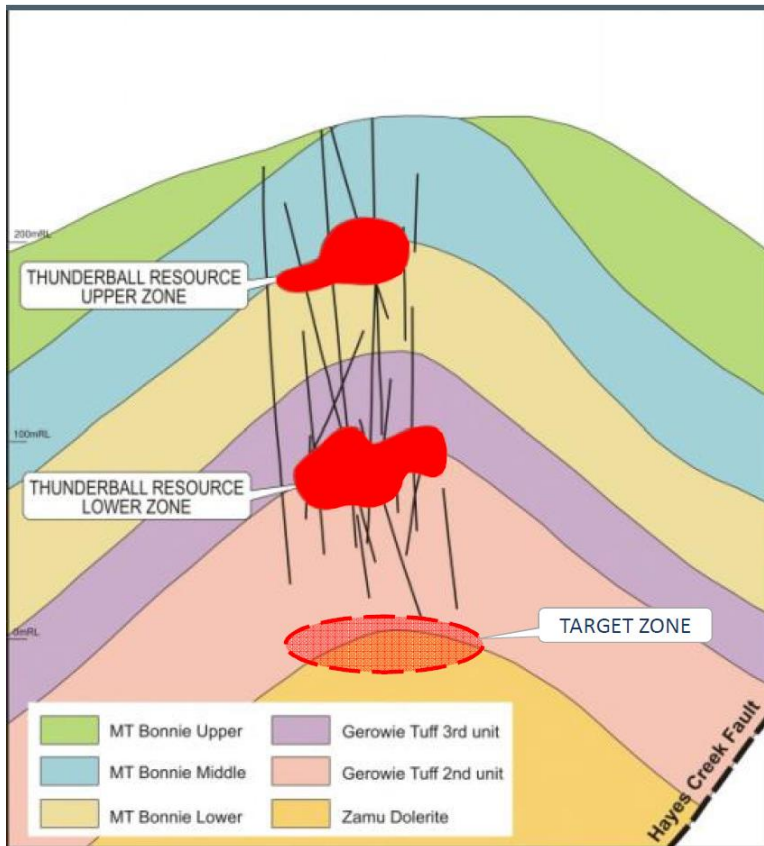 200mRL
THUNDERBALL RESOURCE
UPPER ZONE
100mRL
THUNDERBALL RESOURCE
LOWER ZONE
0mRL
TARGET ZONE
MT Bonnie Upper
Gerowie Tuff 3rd unit
MT Bonnie Middle
Gerowie Tuff 2nd unit
MT Bonnie Lower
Zamu Dolerite
Hayes Creek Fault